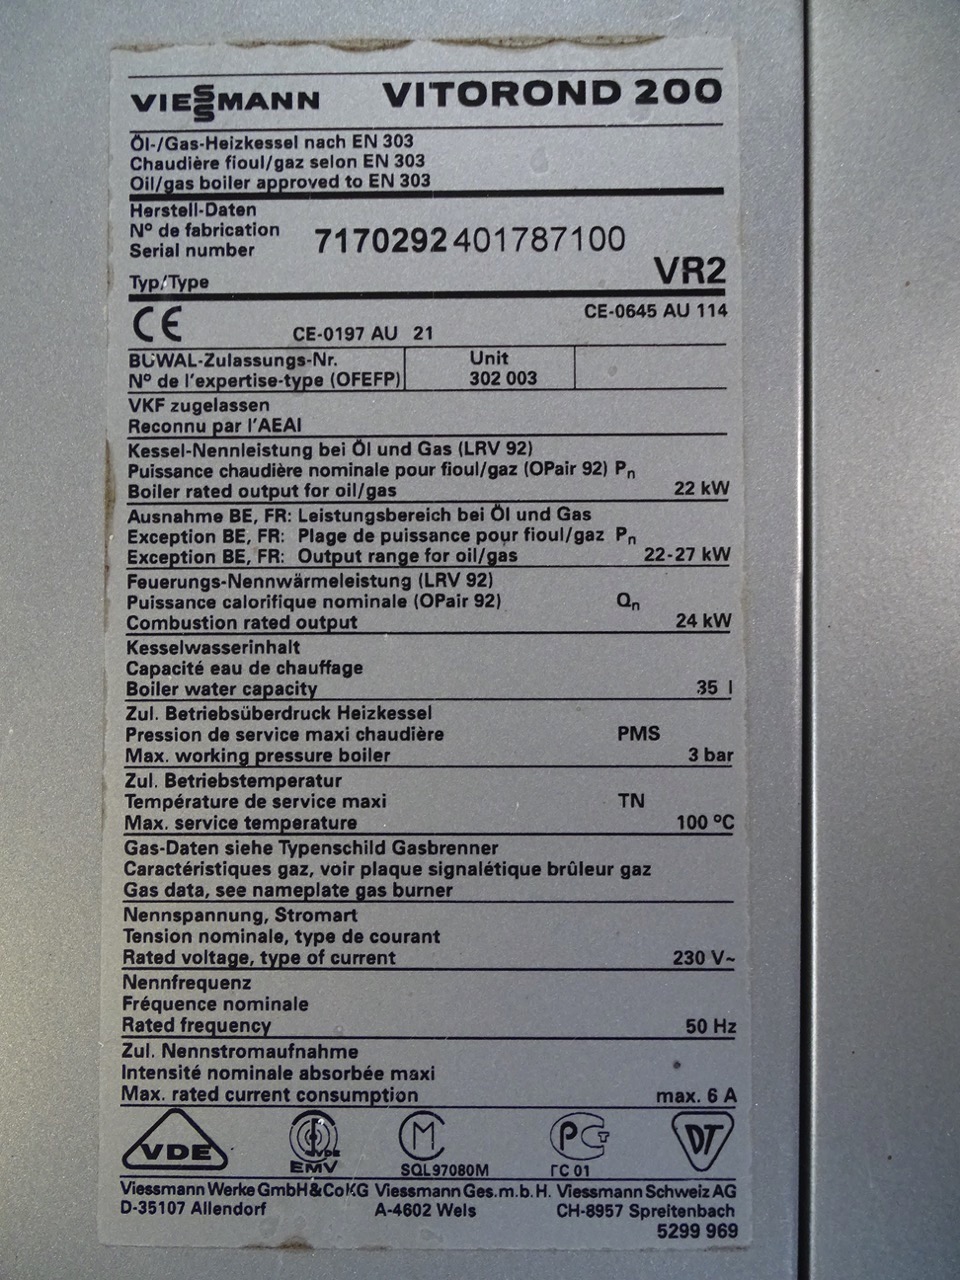 VIESSMANN VITOROND 200
Öl-/Gas-Heizkessel nach EN 303
Chaudière fioul/gaz selon EN 303
Oil/gas boiler approved to EN 303
Herstell-Daten
Nº de fabrication
Serial number 7170292401787100
Typ/Type VR2
CE CE-0197 AU 21 CE-0645 AU 114
BUWAL-Zulassungs-Nr. Unit
Nº de l'expertise-type (OFEFP) 302 003
VKF zugelassen
Reconnu par l'AEAI
Kessel-Nennleistung bei Öl und Gas (LRV 92)
Puissance chaudière nominale pour fioul/gaz (OPair 92) Pn
Boiler rated output for oil/gas 22 kW
Ausnahme BE, FR: Leistungsbereich bei Öl und Gas
Exception BE, FR: Plage de puissance pour fioul/gaz Pn
Exception BE, FR: Output range for oil/gas 22-27 kW
Feuerungs-Nennwärmeleistung (LRV 92)
Puissance calorifique nominale (OPair 92) Qn
Combustion rated output 24 kW
Kesselwasserinhalt
Capacité eau de chauffage
Boiler water capacity 35 l
Zul. Betriebsüberdruck Heizkessel
Pression de service maxi chaudière PMS
Max. working pressure boiler 3 bar
Zul. Betriebstemperatur
Température de service maxi TN
Max. service temperature 100 ºC
Gas-Daten siehe Typenschild Gasbrenner
Caractéristiques gaz, voir plaque signalétique brûleur gaz
Gas data, see nameplate gas burner
Nennspannung, Stromart
Tension nominale, type de courant
Rated voltage, type of current 230 V~
Nennfrequenz
Fréquence nominale
Rated frequency 50 Hz
Zul. Nennstromaufnahme
Intensité nominale absorbée maxi
Max. rated current consumption max. 6 A
VDE VDE M PG DT
EMV SQL97080M ГC 01
Viessmann Werke GmbH&CoKG Viessmann Ges.m.b.H. Viessmann Schweiz AG
D-35107 Allendorf A-4602 Wels CH-8957 Spreitenbach
5299 969